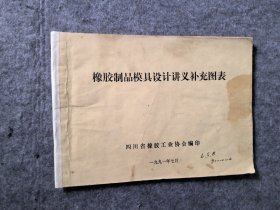 橡胶制品模具设计讲义补充图表
四川省橡胶工业协会编印
一九九一年七月